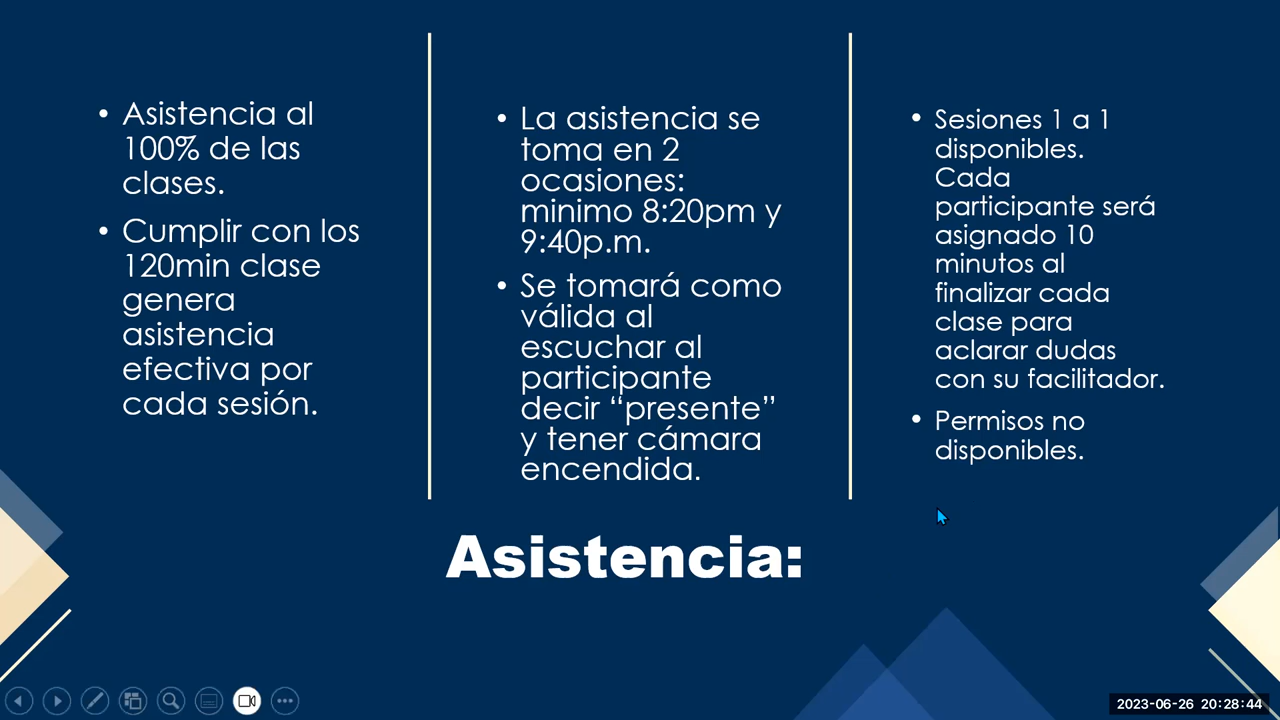 • Asistencia al
100% de las
clases.
• Cumplir con los
120min clase
genera
asistencia
efectiva por
cada sesión.
• La asistencia se
toma en 2
ocasiones:
minimo 8:20pm y
9:40p.m.
• Se tomará como
válida al
escuchar al
participante
decir “presente”
y tener cámara
encendida.
• Sesiones 1 a 1
disponibles.
Cada
participante será
asignado 10
minutos al
finalizar cada
clase para
aclarar dudas
con su facilitador.
• Permisos no
disponibles.
Asistencia:
2023-06-26 20:28:44